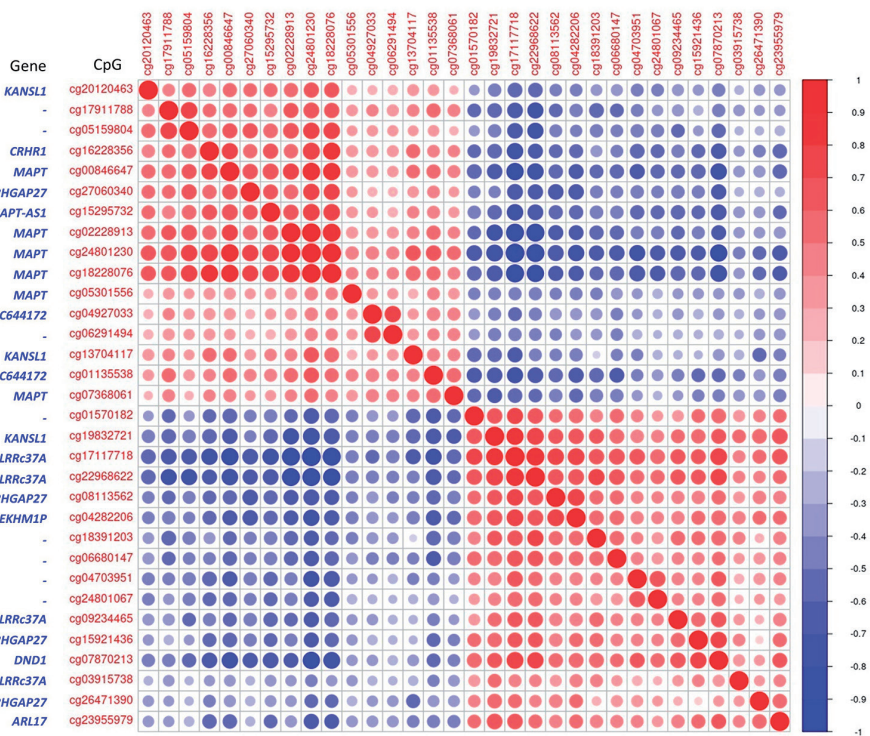 cg20120463 cg17911788 cg05159804 cg16228356 cg00846647 cg27060340 cg15295732 cg02228913 cg24801230 cg18228076 cg05301556 cg04927033 cg06291494 cg13704117 cg01135538 cg07368061 cg01570182 cg19832721 cg17117718 cg22968622 cg08113562 cg04282206 cg18391203 cg06680147 cg04703951 cg24801067 cg09234465 cg15921436 cg07870213 cg03915738 cg26471390 cg23955979
Gene CpG
KANSL1 cg20120463
- cg17911788
- cg05159804
CRHR1 cg16228356
MAPT cg00846647
PHGAP27 cg27060340
APT-AS1 cg15295732
MAPT cg02228913
MAPT cg24801230
MAPT cg18228076
MAPT cg05301556
C644172 cg04927033
- cg06291494
KANSL1 cg13704117
C644172 cg01135538
MAPT cg07368061
- cg01570182
KANSL1 cg19832721
LRRc37A cg17117718
LRRc37A cg22968622
PHGAP27 cg08113562
EKHM1P cg04282206
- cg18391203
- cg06680147
- cg04703951
- cg24801067
LRRc37A cg09234465
PHGAP27 cg15921436
DND1 cg07870213
LRRc37A cg03915738
PHGAP27 cg26471390
ARL17 cg23955979
1
0.9
0.8
0.7
0.6
0.5
0.4
0.3
0.2
0.1
0
-0.1
-0.2
-0.3
-0.4
-0.5
-0.6
-0.7
-0.8
-0.9
-1